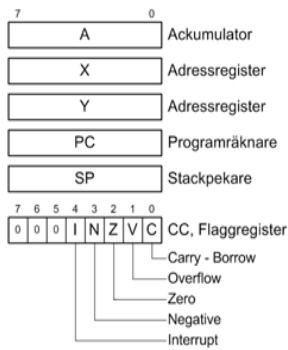 7 0
A Ackumulator
X Adressregister
Y Adressregister
PC Programräknare
SP Stackpekare
7 6 5 4 3 2 1 0
0 0 0 I N Z V C CC, Flaggregister
Carry - Borrow
Overflow
Zero
Negative
Interrupt